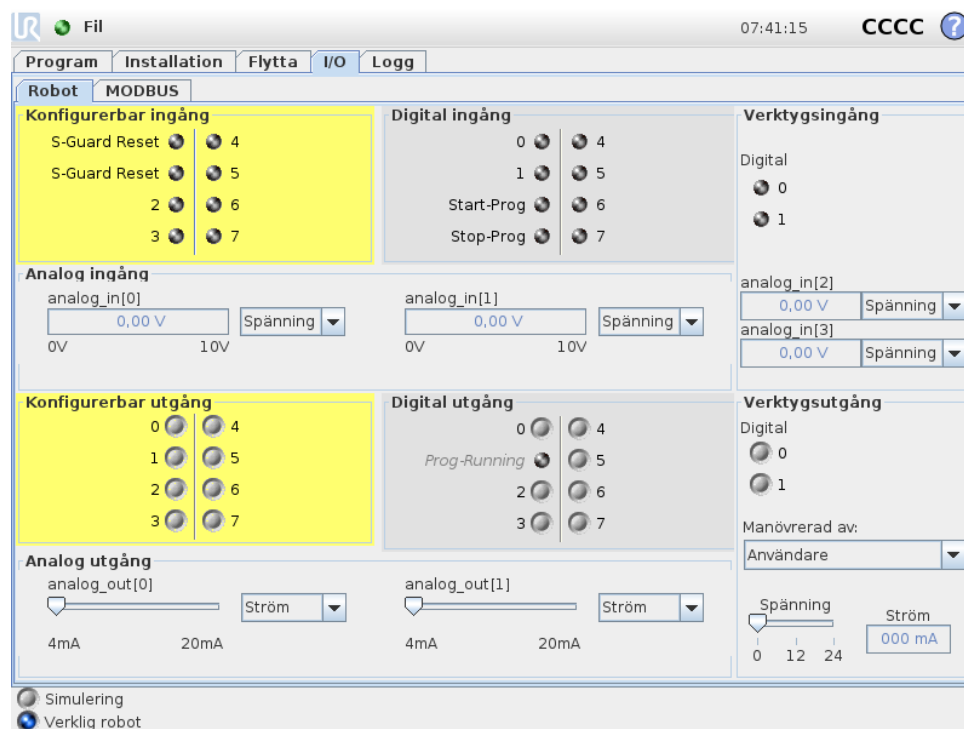 UR Fil 07:41:15 CCCC ?
Program Installation Flytta I/O Logg
Robot MODBUS
Konfigurerbar ingång
S-Guard Reset 4
S-Guard Reset 5
2 6
3 7
Digital ingång
0 4
1 5
Start-Prog 6
Stop-Prog 7
Verktygsingång
Digital
0
1
analog_in[2]
0,00 V Spänning
analog_in[3]
0,00 V Spänning
Analog ingång
analog_in[0]
0,00 V Spänning
0V 10V
analog_in[1]
0,00 V Spänning
0V 10V
Konfigurerbar utgång
0 4
1 5
2 6
3 7
Digital utgång
0 4
Prog-Running 5
2 6
3 7
Verktygsutgång
Digital
0
1
Manövrerad av:
Användare
Spänning
0 12 24
Ström
000 mA
Analog utgång
analog_out[0]
Ström
4mA 20mA
analog_out[1]
Ström
4mA 20mA
Simulering
Verklig robot